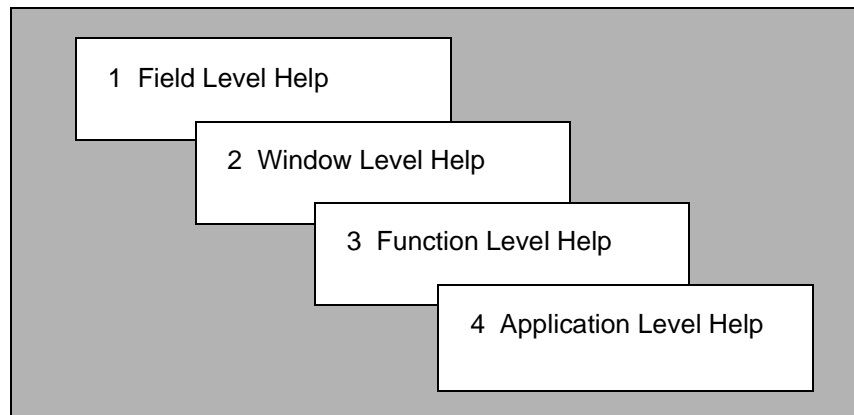 1 Field Level Help
2 Window Level Help
3 Function Level Help
4 Application Level Help